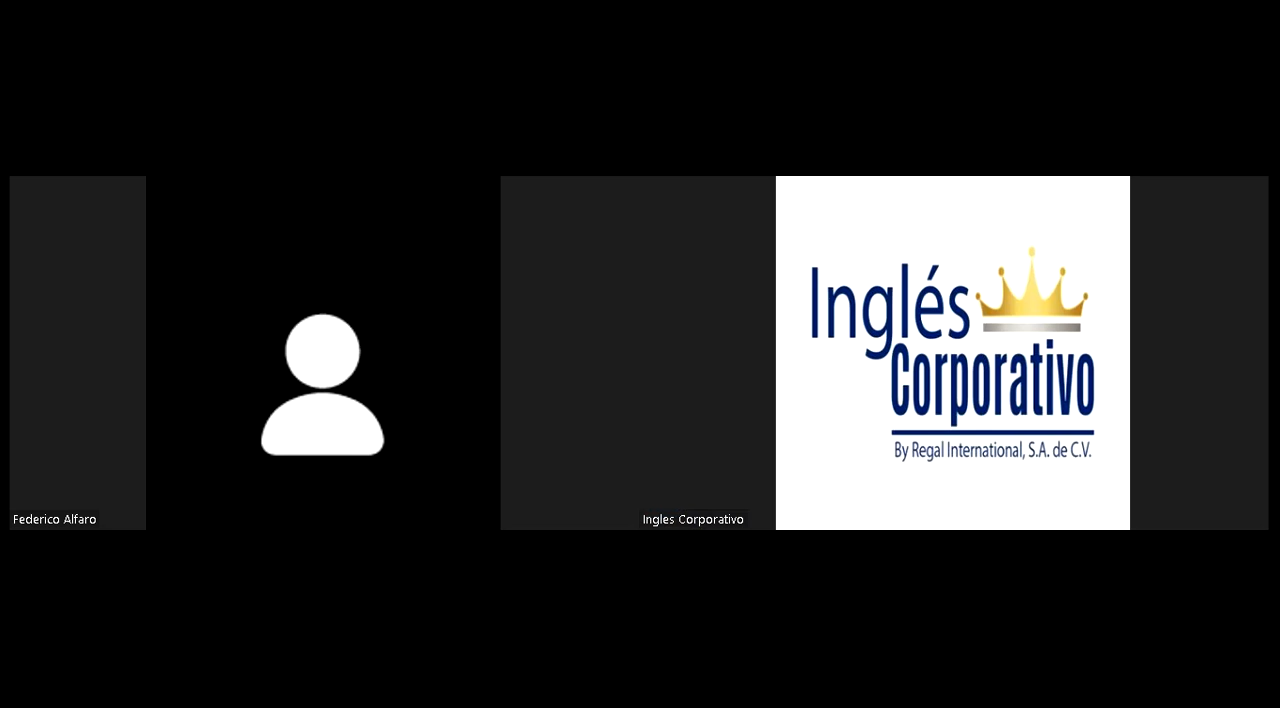 Inglés
Corporativo
By Regal International, S.A. de C.V.
Federico Alfaro
Ingles Corporativo